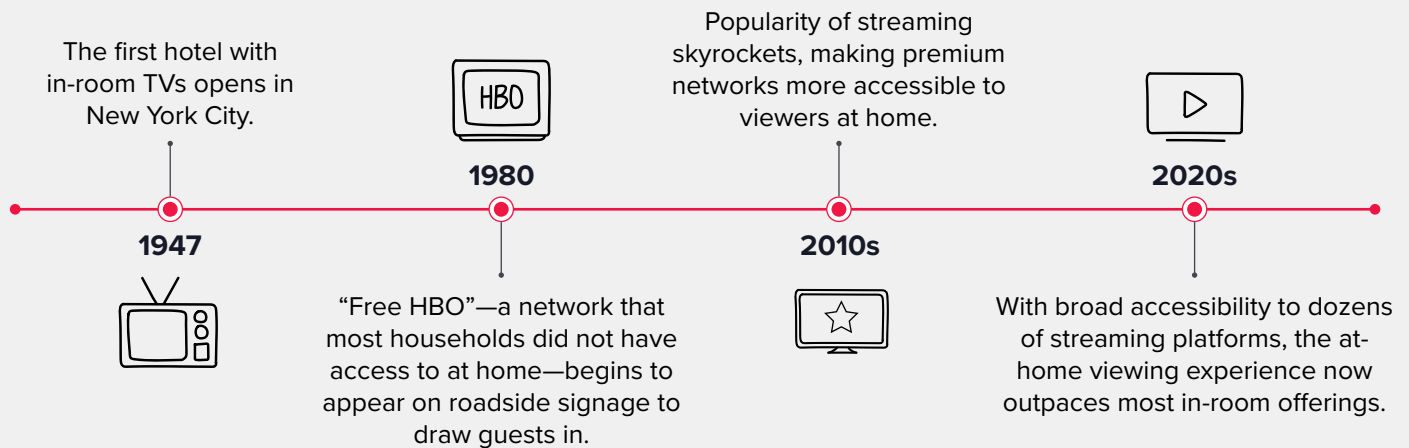 The first hotel with
in-room TVs opens in
New York City.
1947
HBO
1980
“Free HBO”—a network that
most households did not have
access to at home—begins to
appear on roadside signage to
draw guests in.
Popularity of streaming
skyrockets, making premium
networks more accessible to
viewers at home.
2010s
2020s
With broad accessibility to dozens
of streaming platforms, the at-
home viewing experience now
outpaces most in-room offerings.